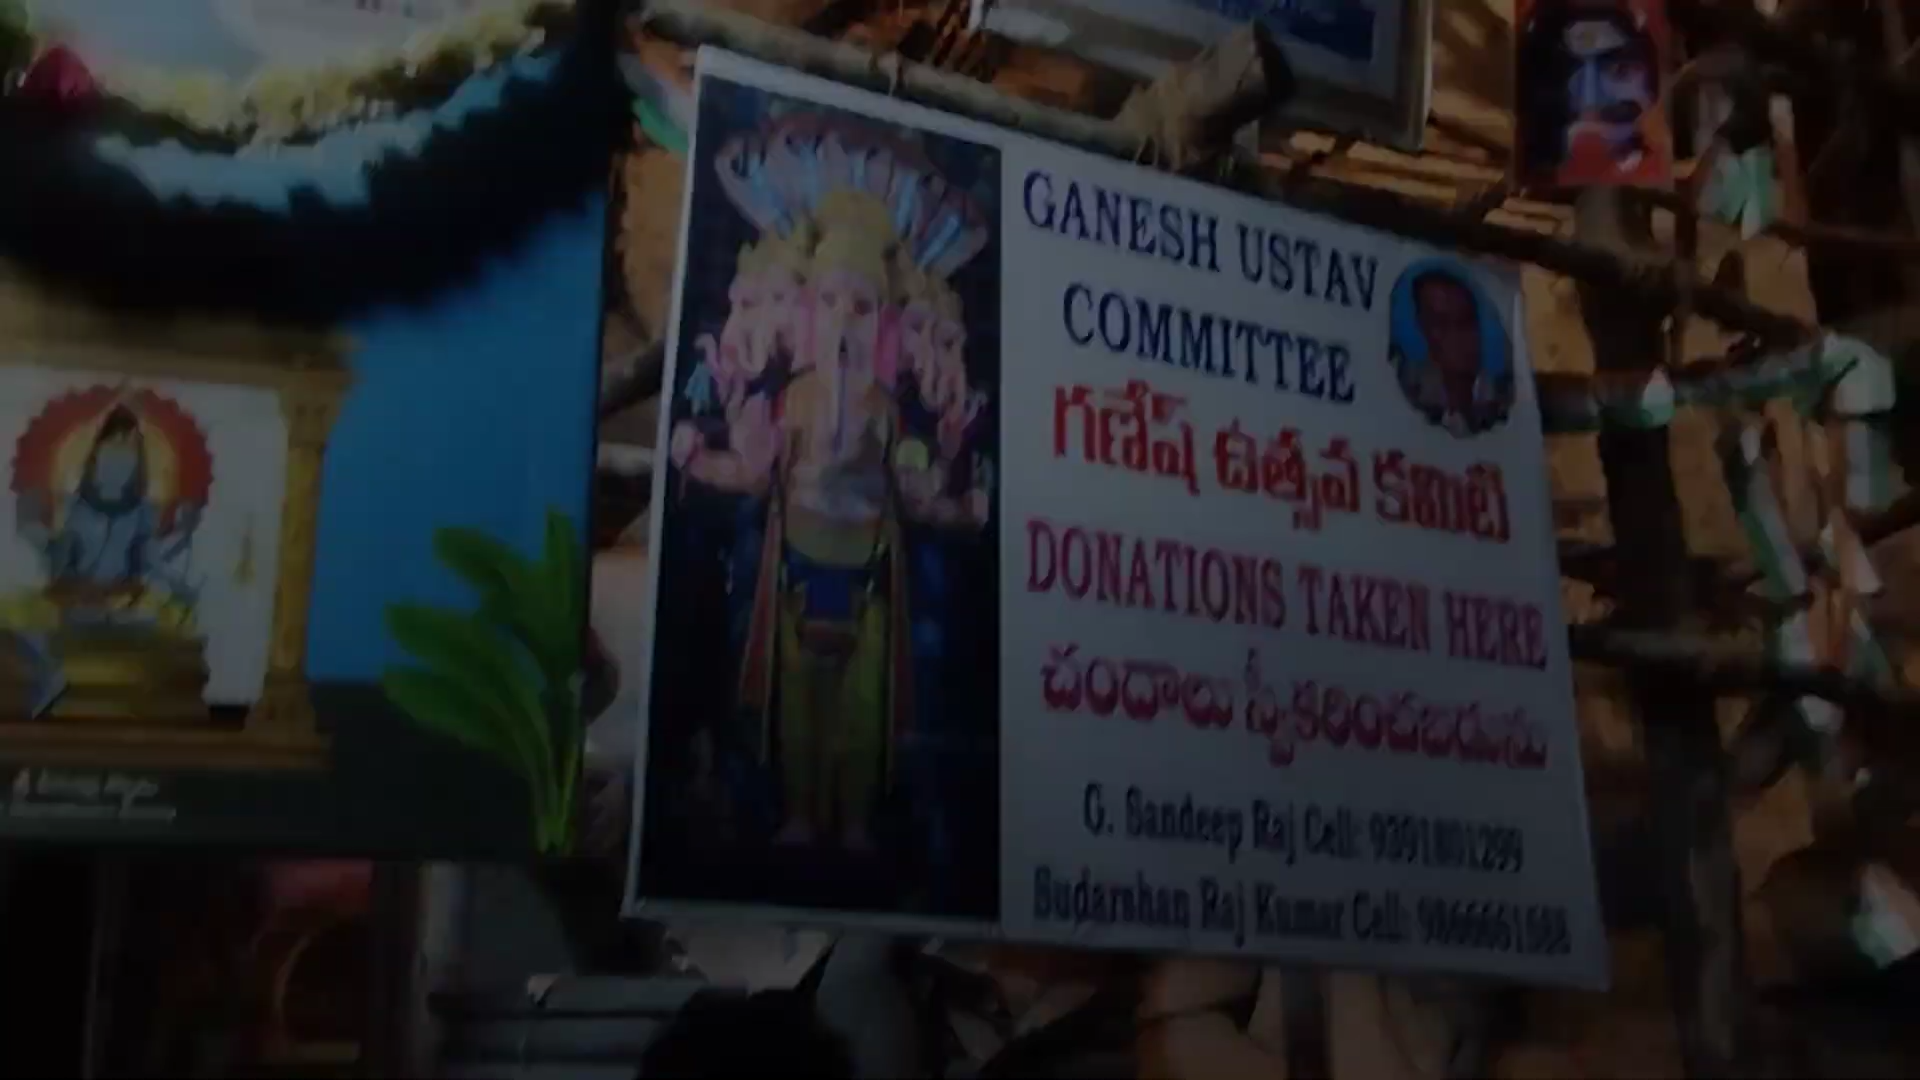 GANESH USTAV
COMMITTEE
గణేష్ ఉత్సవ కమిటి
DONATIONS TAKEN HERE
చందాలు స్వీకరించబడును
G. Sandeep Raj Cell: 9391801299
Sudarshan Raj Kumar Cell: